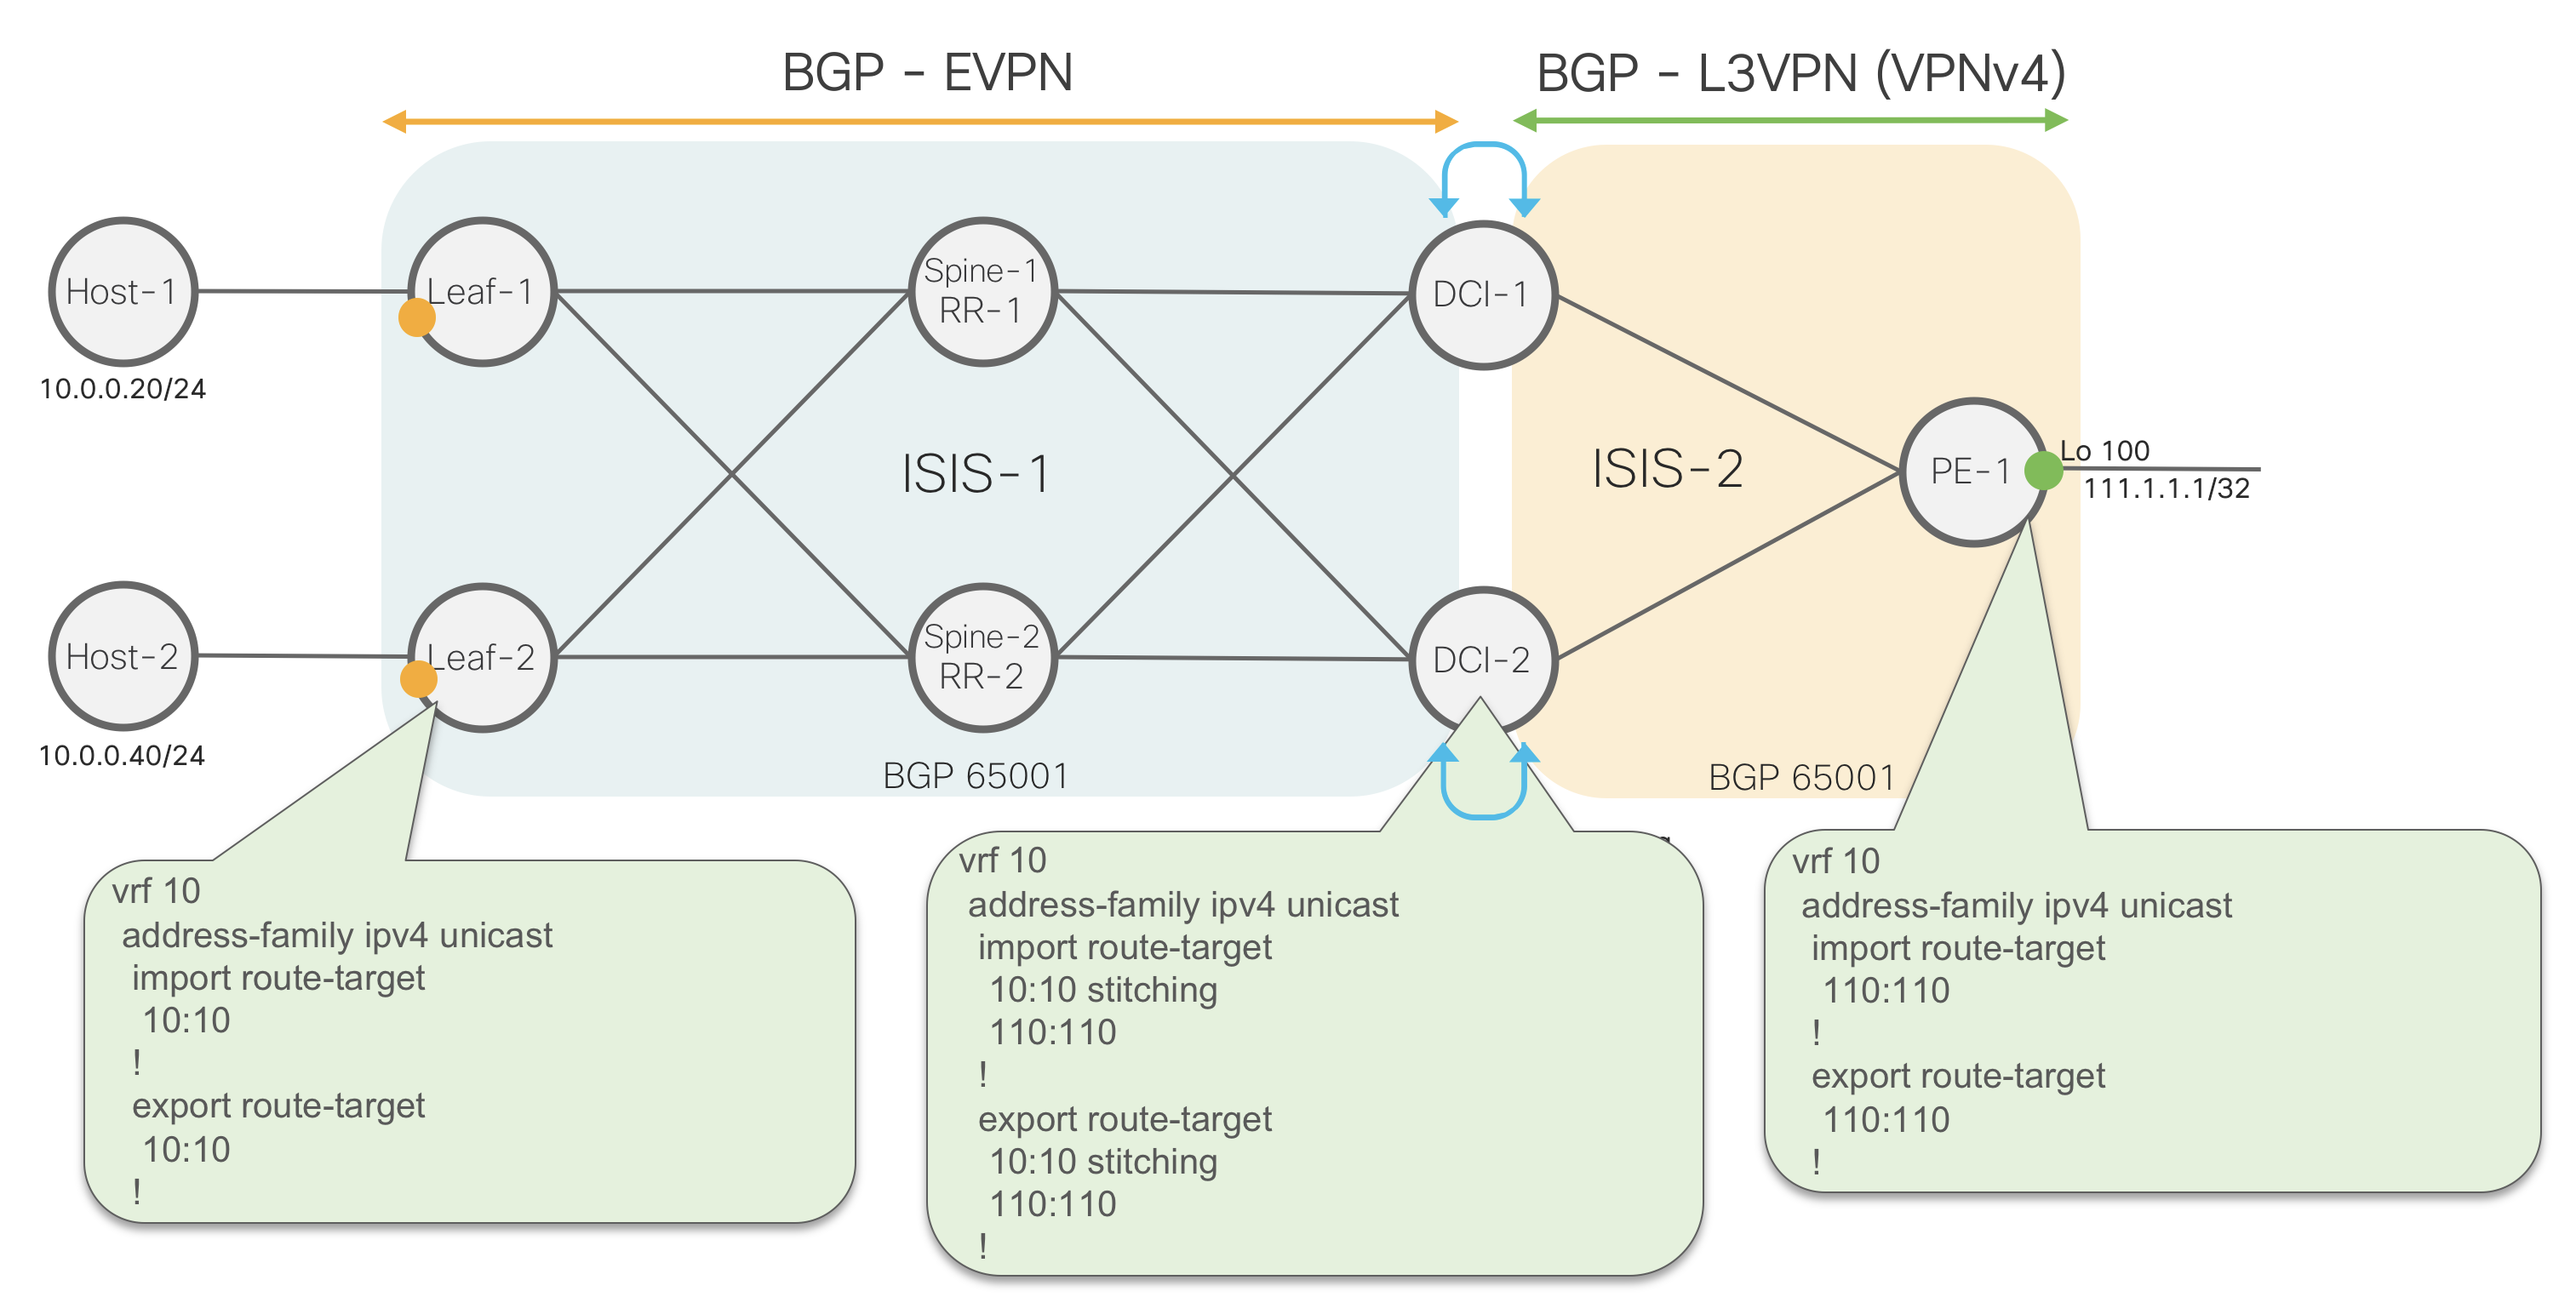 BGP - EVPN
BGP - L3VPN (VPNv4)
Host-1
Leaf-1
Spine-1
RR-1
DCI-1
10.0.0.20/24
ISIS-1
ISIS-2
PE-1
Lo 100
111.1.1.1/32
Host-2
Leaf-2
Spine-2
RR-2
DCI-2
10.0.0.40/24
BGP 65001
BGP 65001
vrf 10
address-family ipv4 unicast
import route-target
10:10
!
export route-target
10:10
!
vrf 10
address-family ipv4 unicast
import route-target
10:10 stitching
110:110
!
export route-target
10:10 stitching
110:110
!
vrf 10
address-family ipv4 unicast
import route-target
110:110
!
export route-target
110:110
!